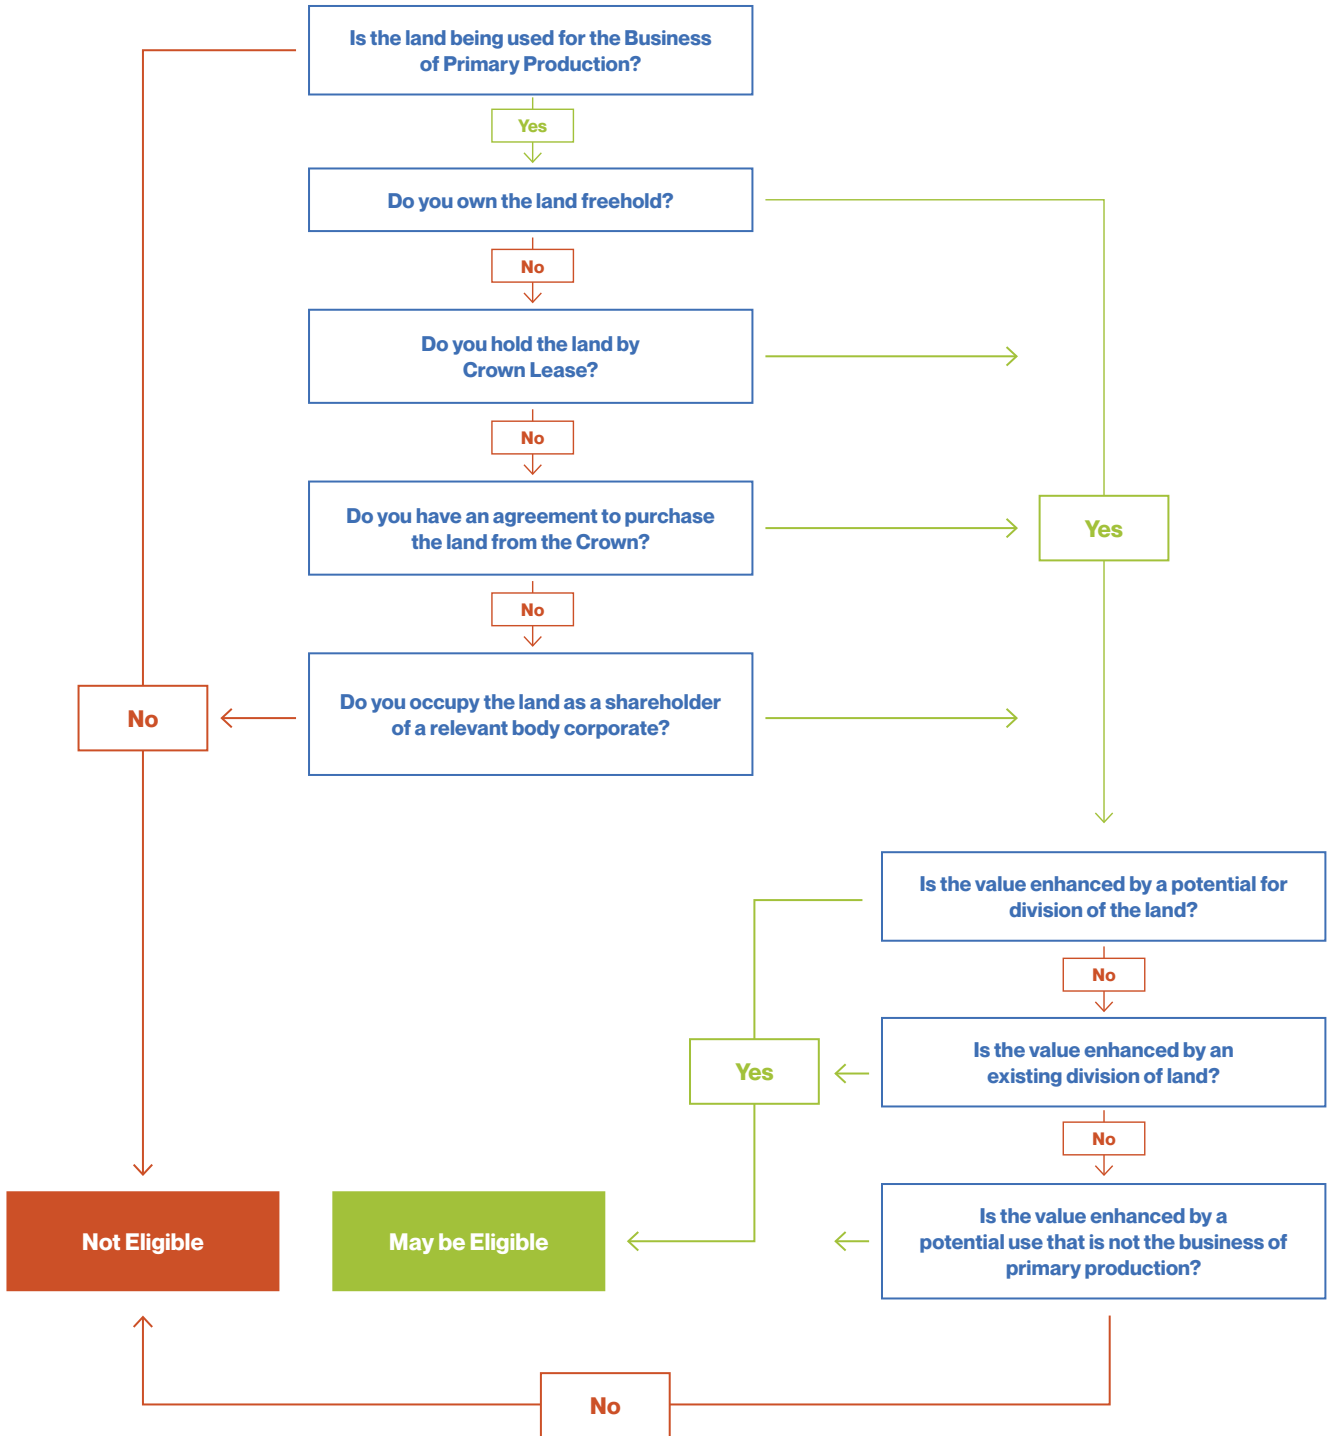 Is the land being used for the Business
of Primary Production?
Yes
Do you own the land freehold?
No
Do you hold the land by
Crown Lease?
No
Do you have an agreement to purchase
the land from the Crown?
Yes
No
Do you occupy the land as a shareholder
of a relevant body corporate?
No
Is the value enhanced by a potential for
division of the land?
No
Is the value enhanced by an
existing division of land?
Yes
No
Is the value enhanced by a
potential use that is not the business of
primary production?
Not Eligible
May be Eligible
No